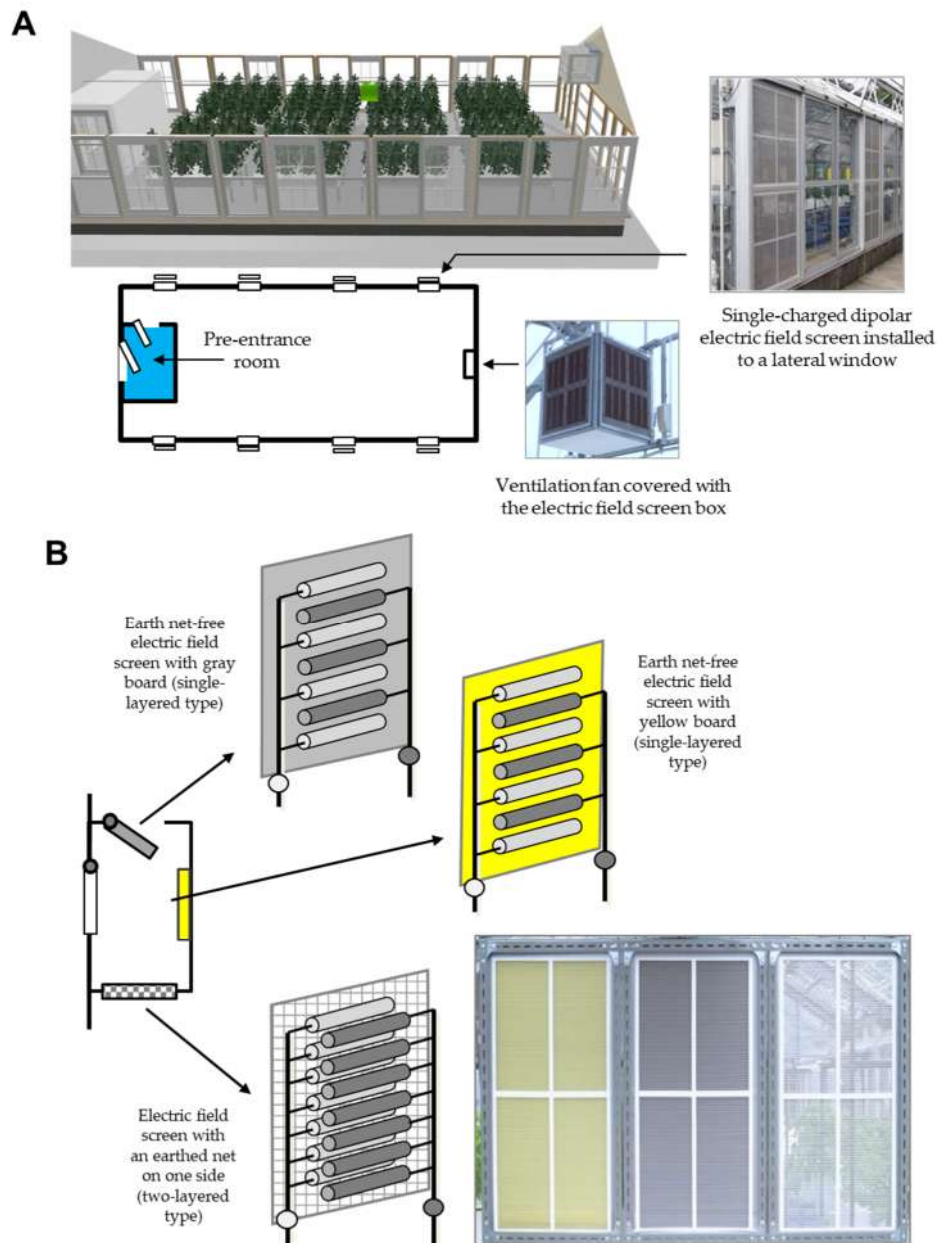 A
Single-charged dipolar
electric field screen installed
to a lateral window
Pre-entrance
room
Ventilation fan covered with
the electric field screen box
B
Earth net-free
electric field
screen with gray
board (single-
layered type)
Earth net-free
electric field
screen with
yellow board
(single-layered
type)
Electric field
screen with
an earthed net
on one side
(two-layered
type)